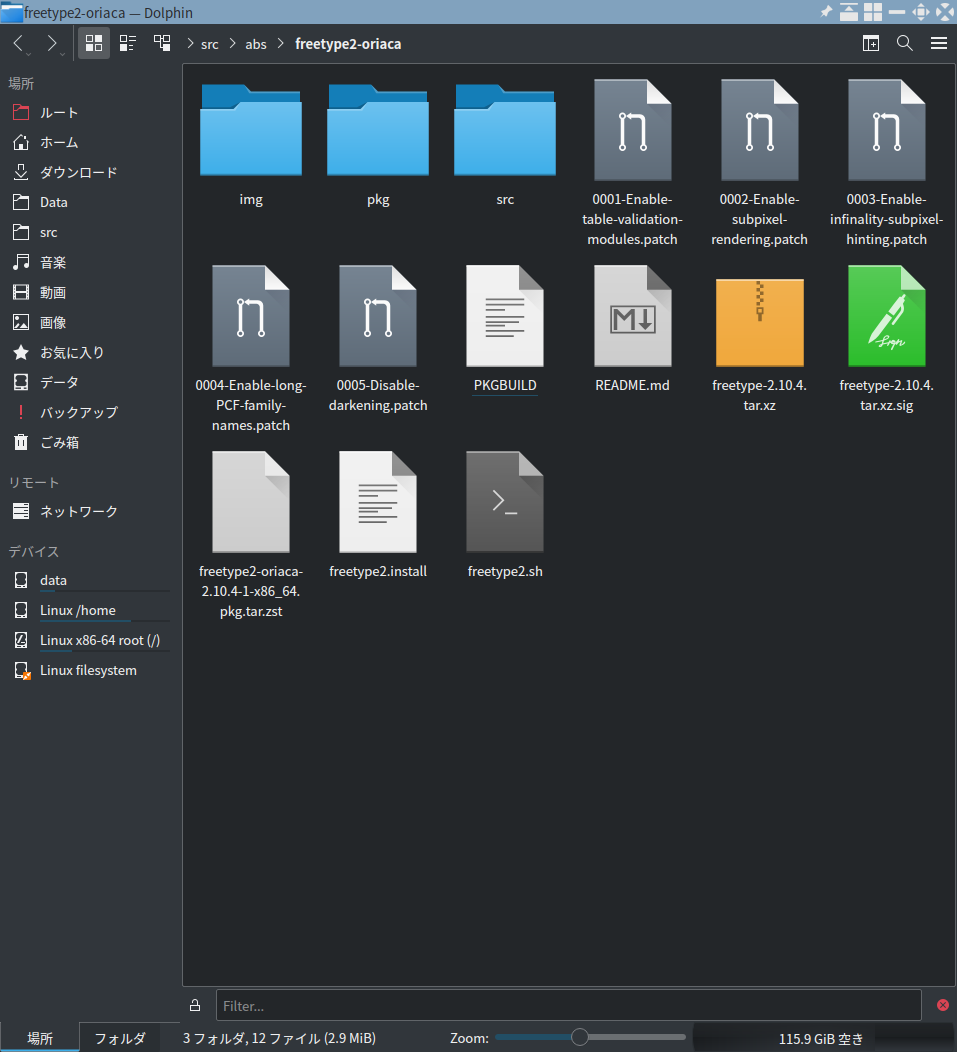 freetype2-oriaca — Dolphin
src
abs
freetype2-oriaca
場所
ルート
ホーム
ダウンロード
Data
src
音楽
動画
画像
お気に入り
データ
バックアップ
ごみ箱
リモート
ネットワーク
デバイス
data
Linux /home
Linux x86-64 root (/)
Linux filesystem
img
pkg
src
0001-Enable-
table-validation-
modules.patch
0002-Enable-
subpixel-
rendering.patch
0003-Enable-
infinality-subpixel-
hinting.patch
0004-Enable-long-
PCF-family-
names.patch
0005-Disable-
darkening.patch
PKGBUILD
M
README.md
freetype-2.10.4.
tar.xz
Sign
freetype-2.10.4.
tar.xz.sig
freetype2-oriaca-
2.10.4-1-x86_64.
pkg.tar.zst
freetype2.install
freetype2.sh
Filter...
場所
フォルダ
3 フォルダ, 12 ファイル (2.9 MiB)
Zoom:
115.9 GiB 空き